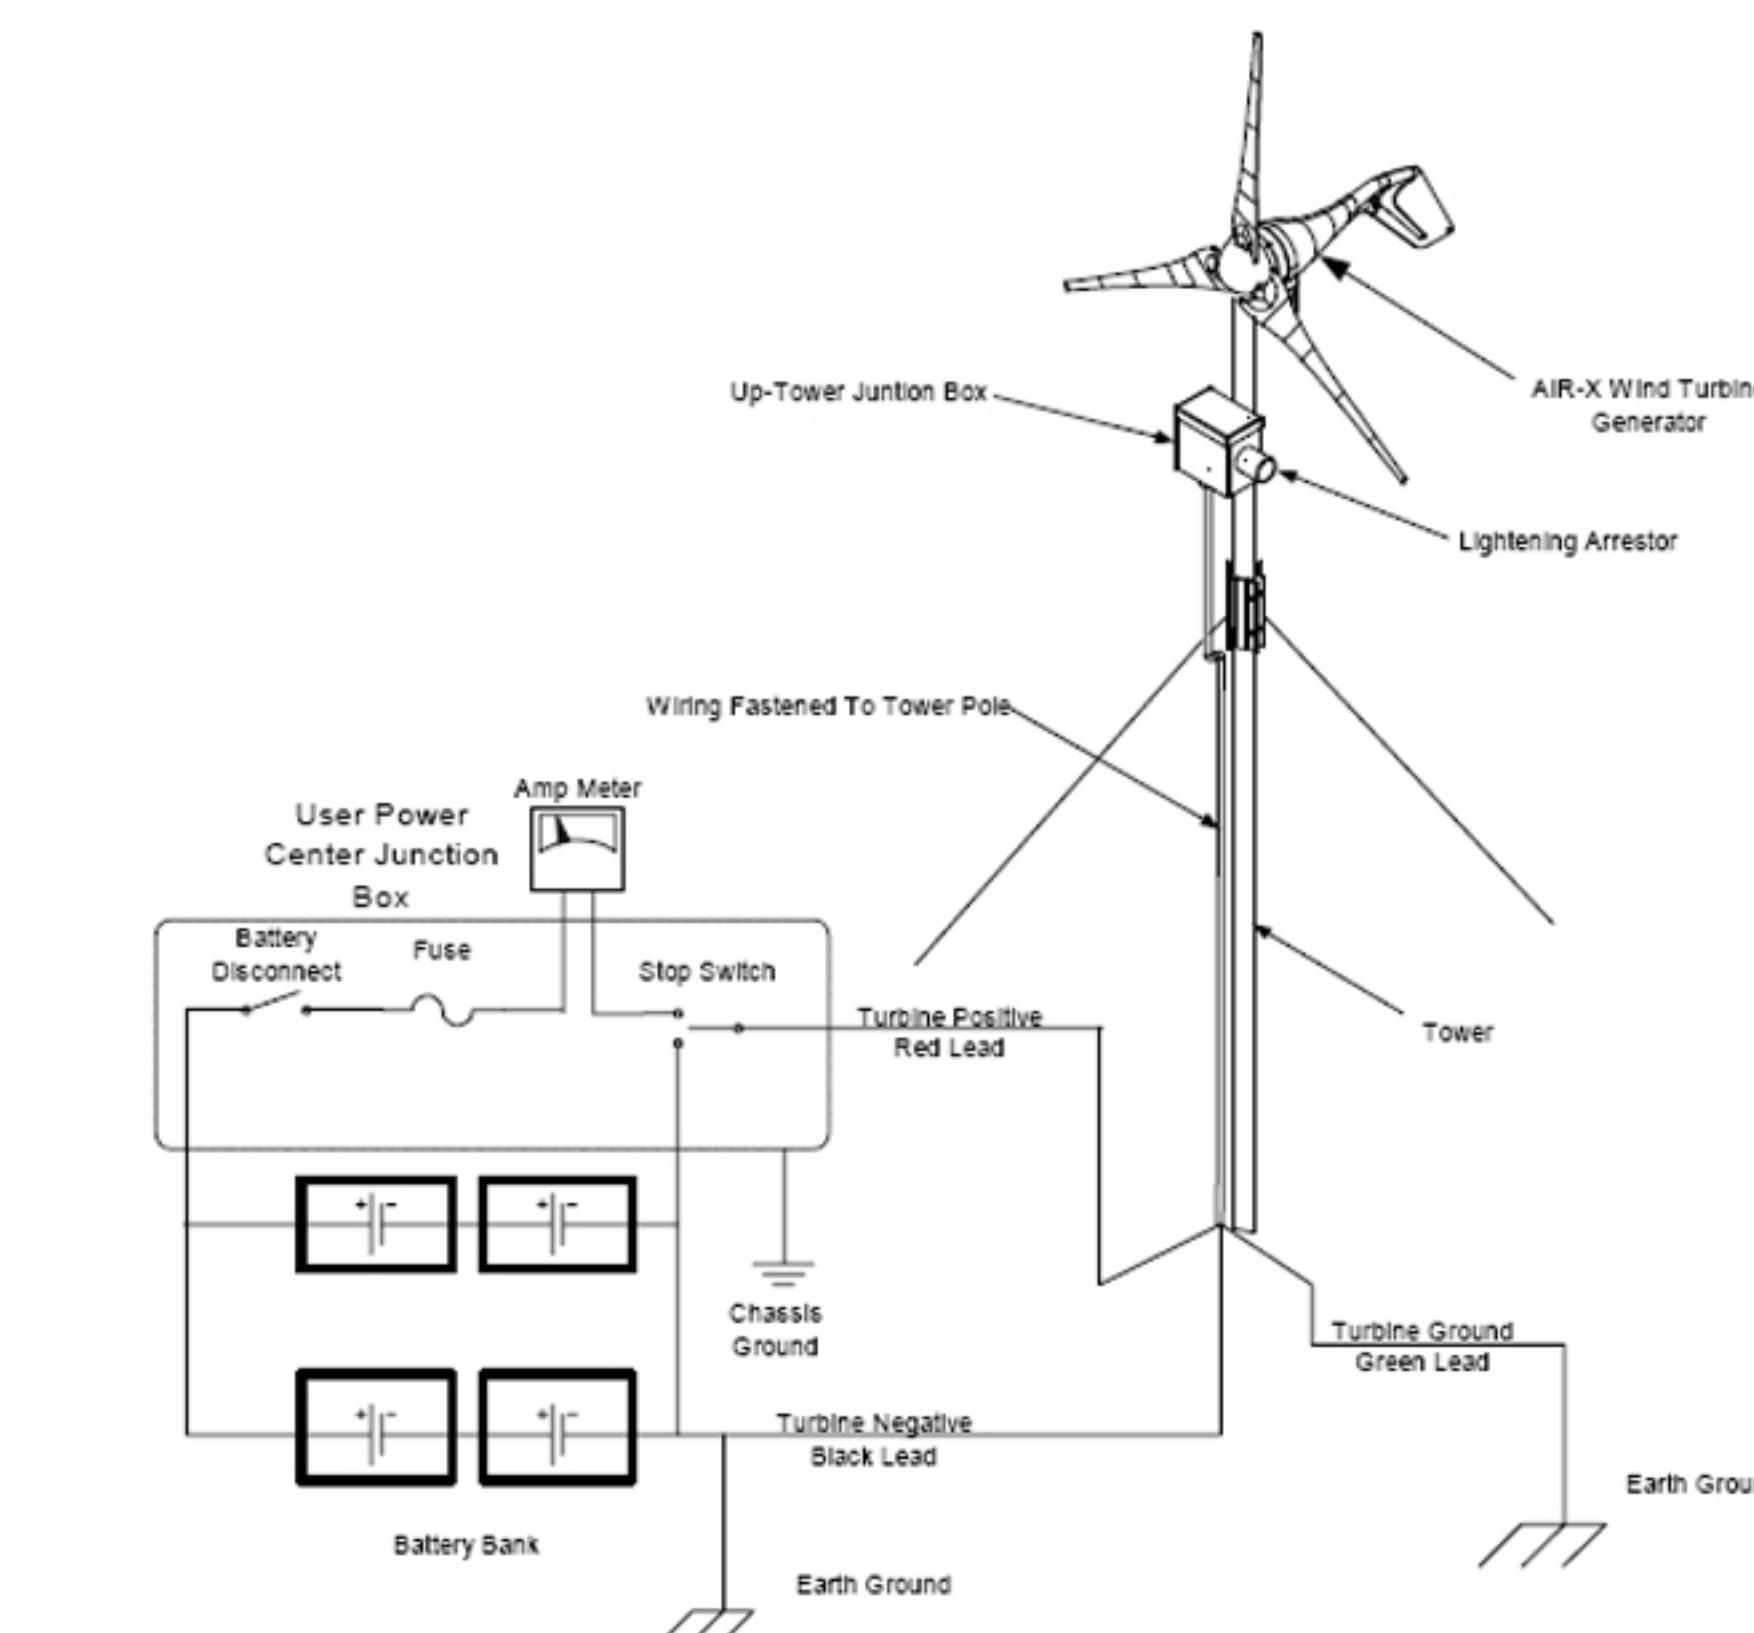 Up-Tower Juntion Box
AIR-X Wind Turbin
Generator
Lightening Arrestor
Wiring Fastened To Tower Pole
Amp Meter
User Power
Center Junction
Box
Battery
Disconnect
Fuse
Stop Switch
Turbine Positive
Red Lead
Tower
+ -
+ -
Chassis
Ground
Turbine Ground
Green Lead
+ -
+ -
Turbine Negative
Black Lead
Earth Grou
Battery Bank
Earth Ground